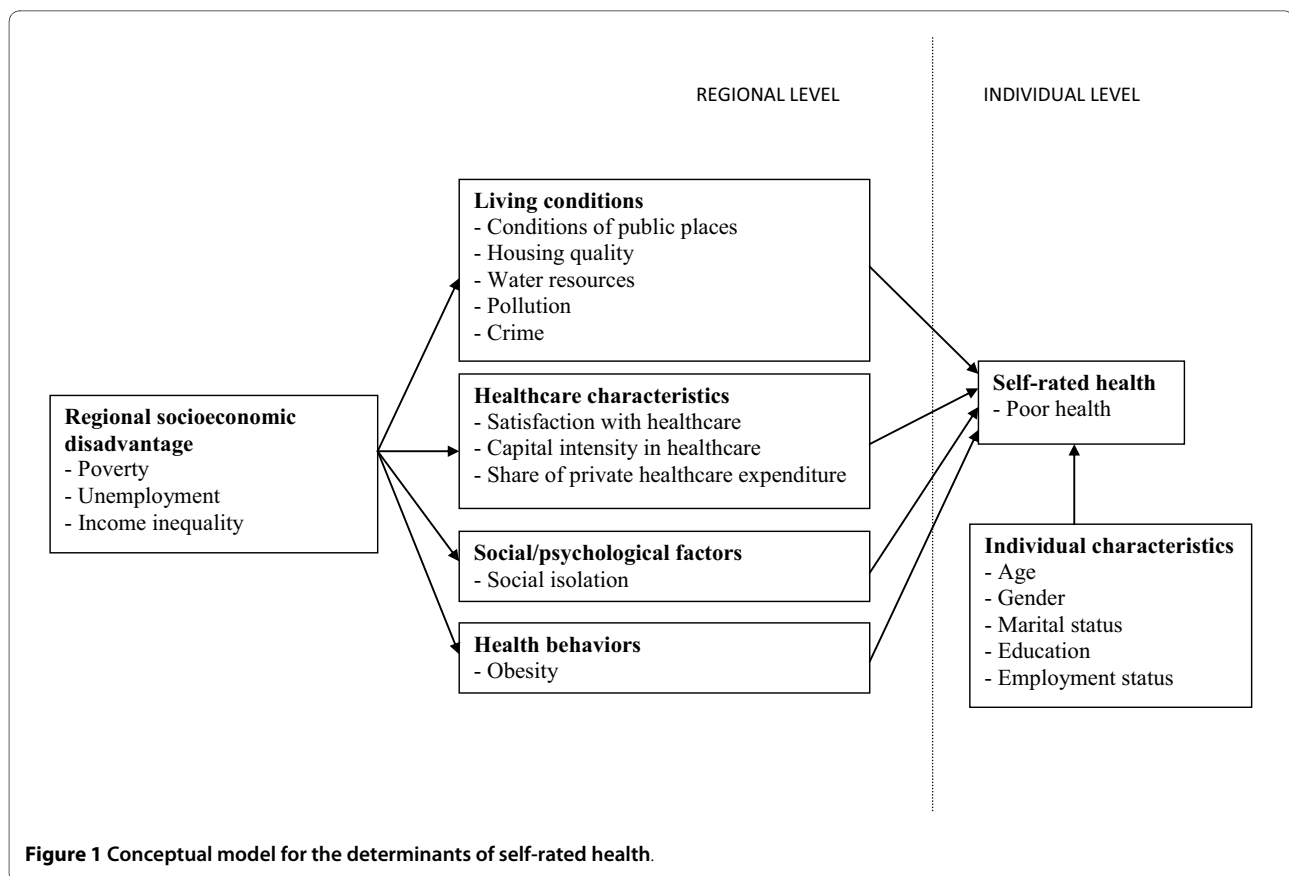 REGIONAL LEVEL
INDIVIDUAL LEVEL
Regional socioeconomic
disadvantage
- Poverty
- Unemployment
- Income inequality
Living conditions
- Conditions of public places
- Housing quality
- Water resources
- Pollution
- Crime
Healthcare characteristics
- Satisfaction with healthcare
- Capital intensity in healthcare
- Share of private healthcare expenditure
Social/psychological factors
- Social isolation
Health behaviors
- Obesity
Self-rated health
- Poor health
Individual characteristics
- Age
- Gender
- Marital status
- Education
- Employment status
Figure 1 Conceptual model for the determinants of self-rated health.